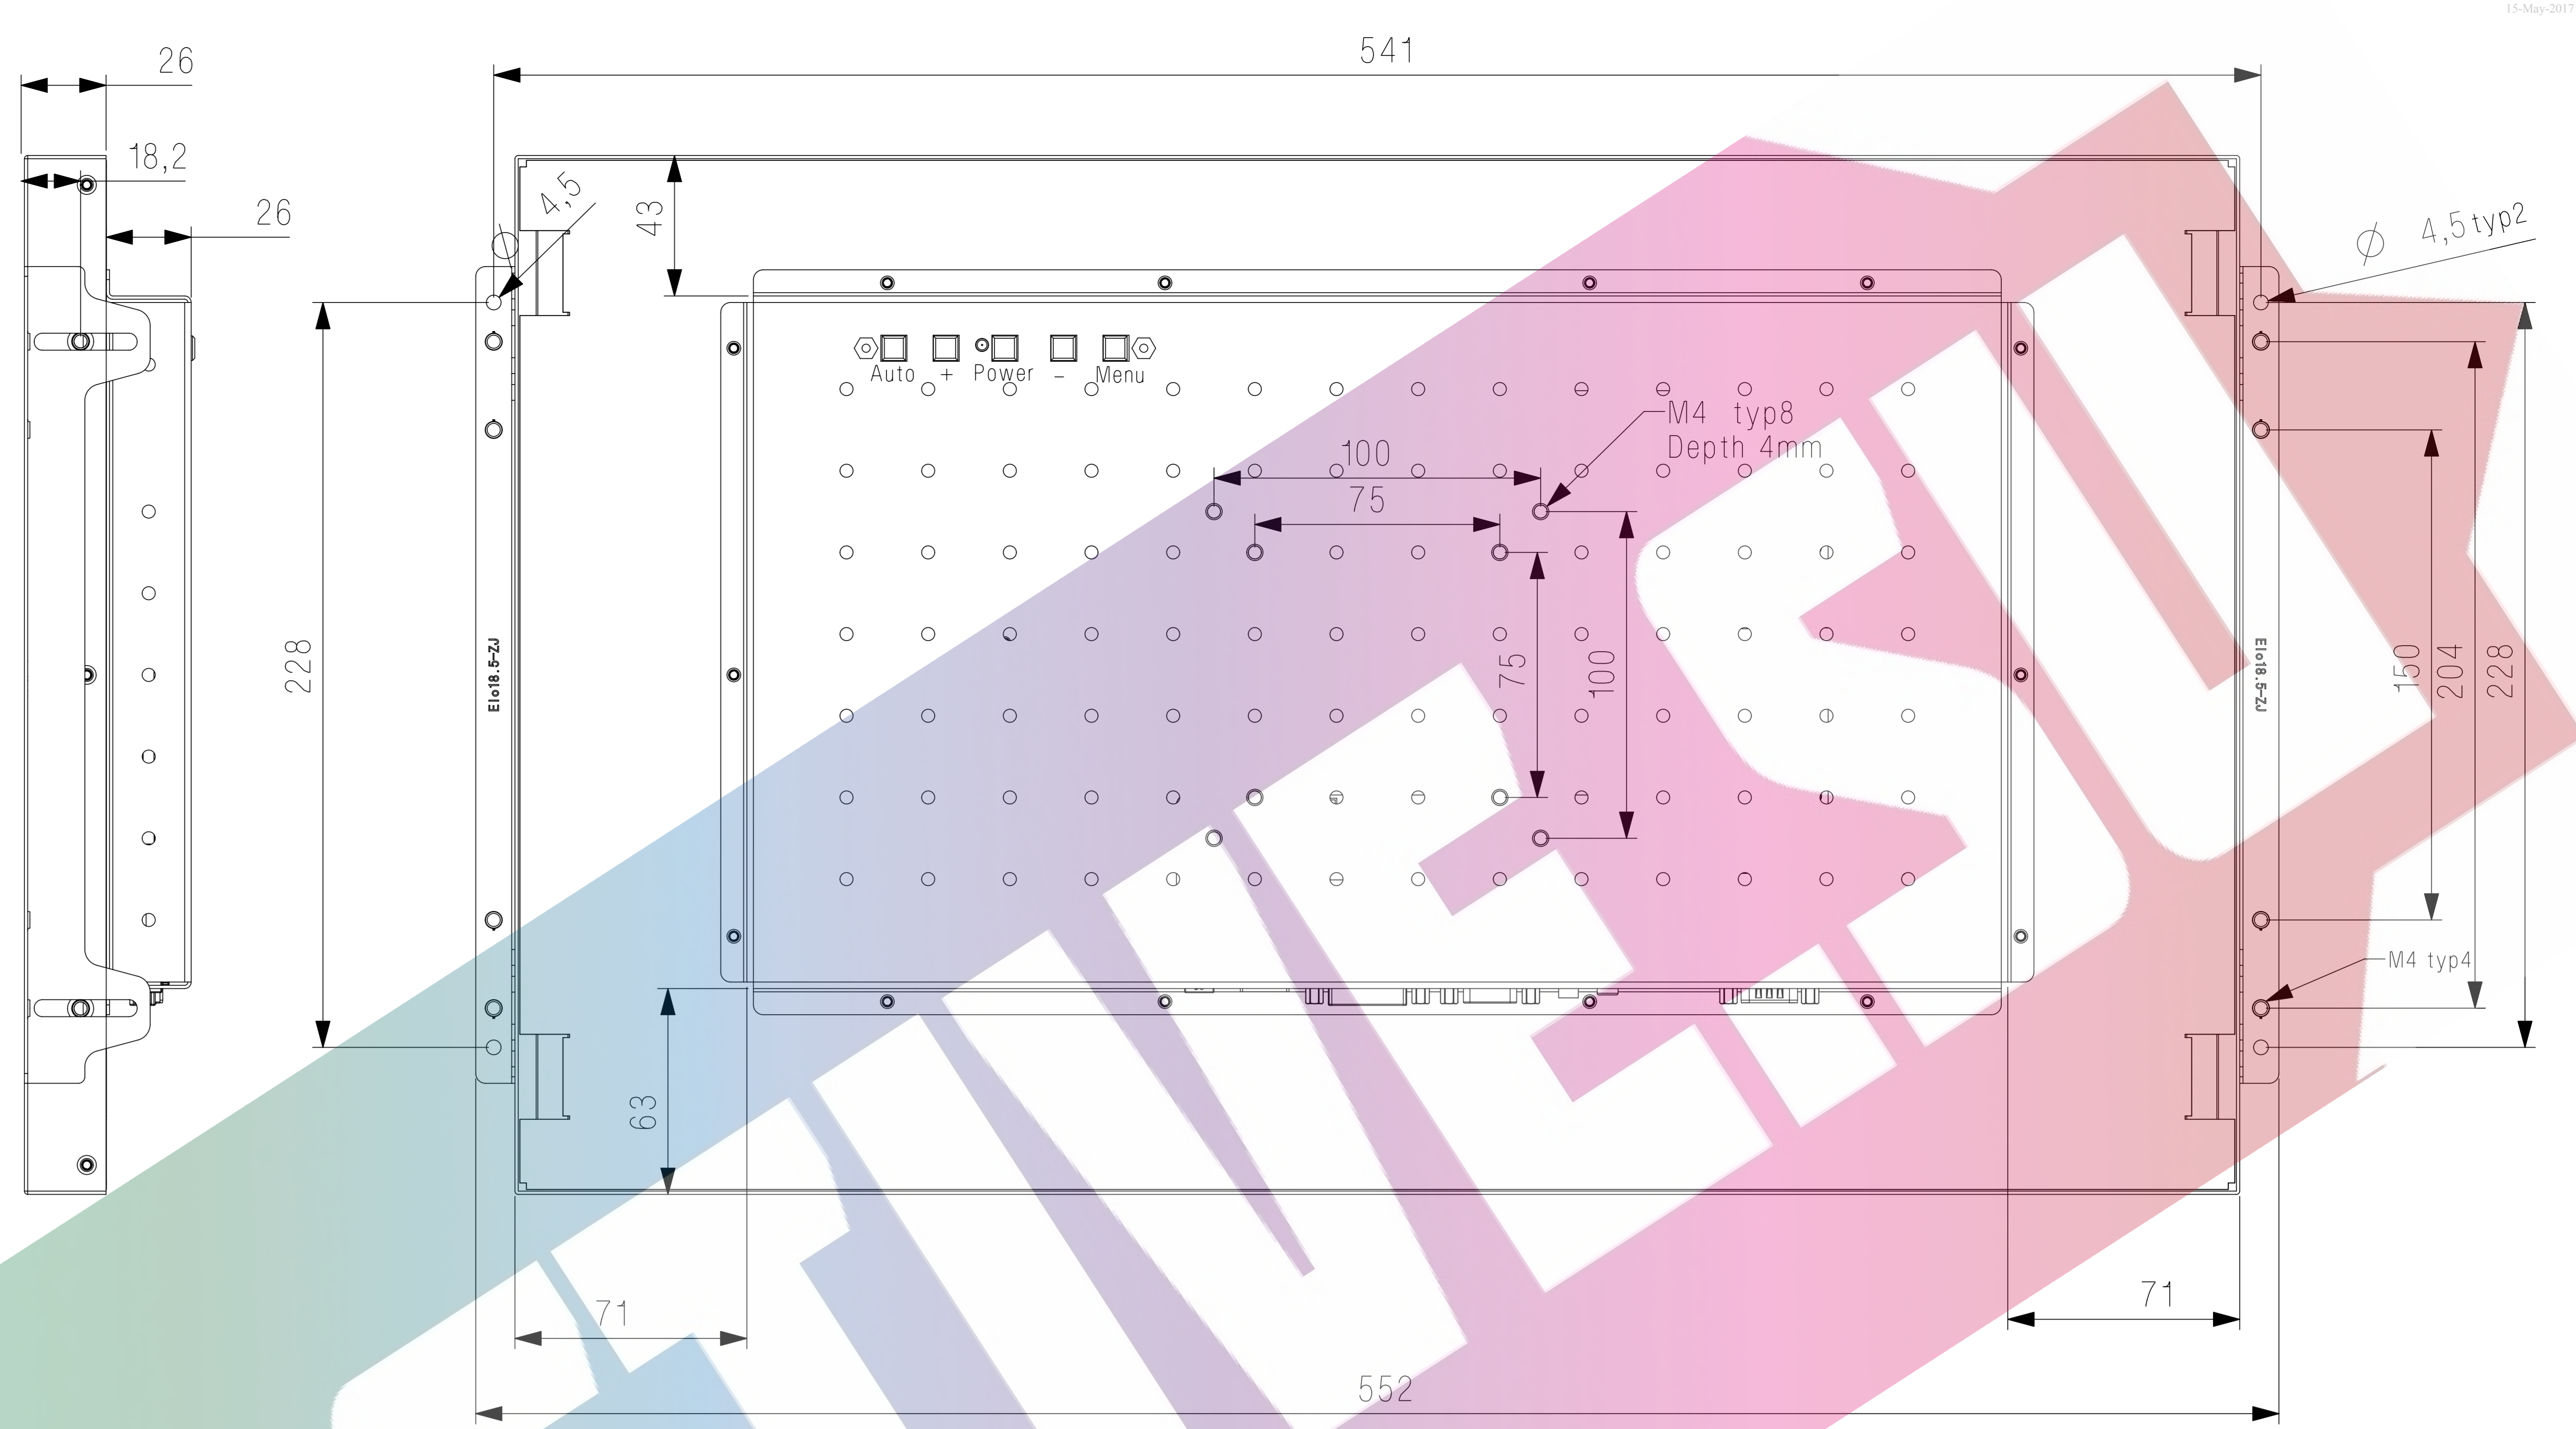 15-May-2017
541
26
18,2
26
4,5
43
4,5 typ2
Auto + Power - Menu
M4 typ8
Depth 4mm
100
75
228
Elo18.5-ZJ
75
100
Elo18.5-ZJ
150
204
228
M4 typ4
63
71
71
552